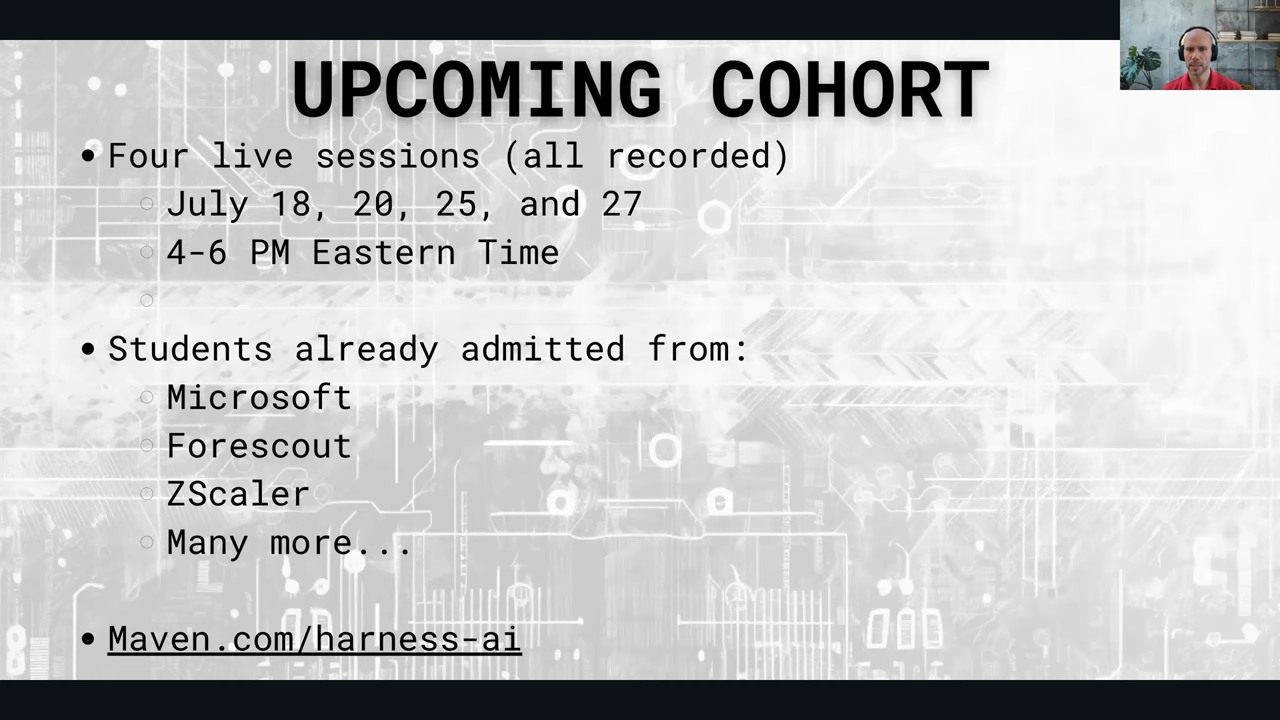 UPCOMING COHORT
Four live sessions (all recorded)
July 18, 20, 25, and 27
4-6 PM Eastern Time
Students already admitted from:
Microsoft
Forescout
ZScaler
Many more...
Maven.com/harness-ai